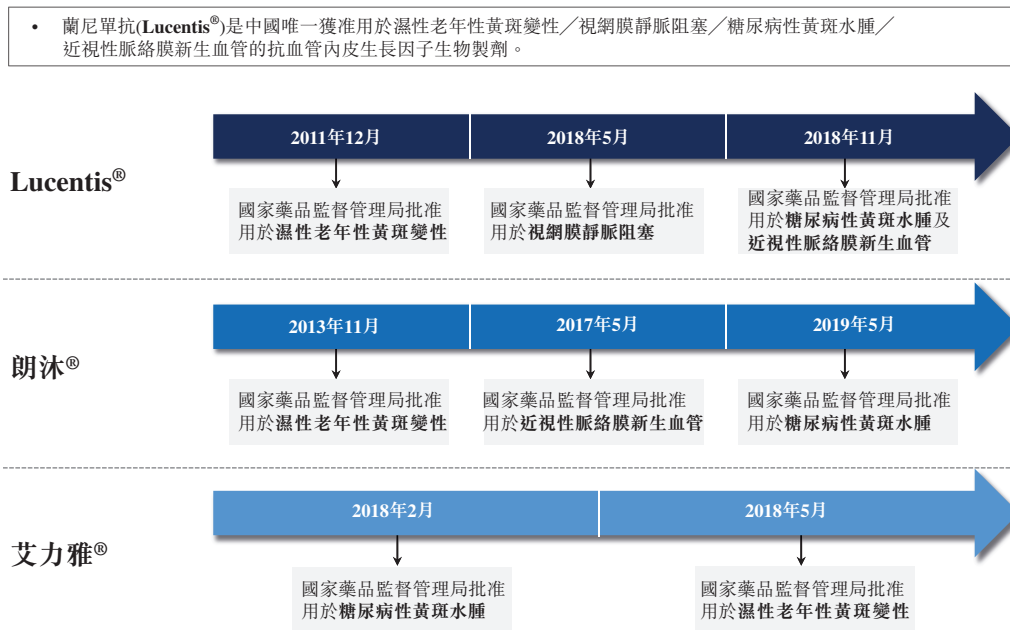 • 蘭尼單抗(Lucentis®)是中國唯一獲准用於濕性老年性黃斑變性╱視網膜靜脈阻塞╱糖尿病性黃斑水腫╱
近視性脈絡膜新生血管的抗血管內皮生長因子生物製劑。
2011年12月
2018年5月
2018年11月
Lucentis®
國家藥品監督管理局批准
用於濕性老年性黃斑變性
國家藥品監督管理局批准
用於視網膜靜脈阻塞
國家藥品監督管理局批准
用於糖尿病性黃斑水腫及
近視性脈絡膜新生血管
2013年11月
2017年5月
2019年5月
朗沐®
國家藥品監督管理局批准
用於濕性老年性黃斑變性
國家藥品監督管理局批准
用於近視性脈絡膜新生血管
國家藥品監督管理局批准
用於糖尿病性黃斑水腫
2018年2月
2018年5月
艾力雅®
國家藥品監督管理局批准
用於糖尿病性黃斑水腫
國家藥品監督管理局批准
用於濕性老年性黃斑變性